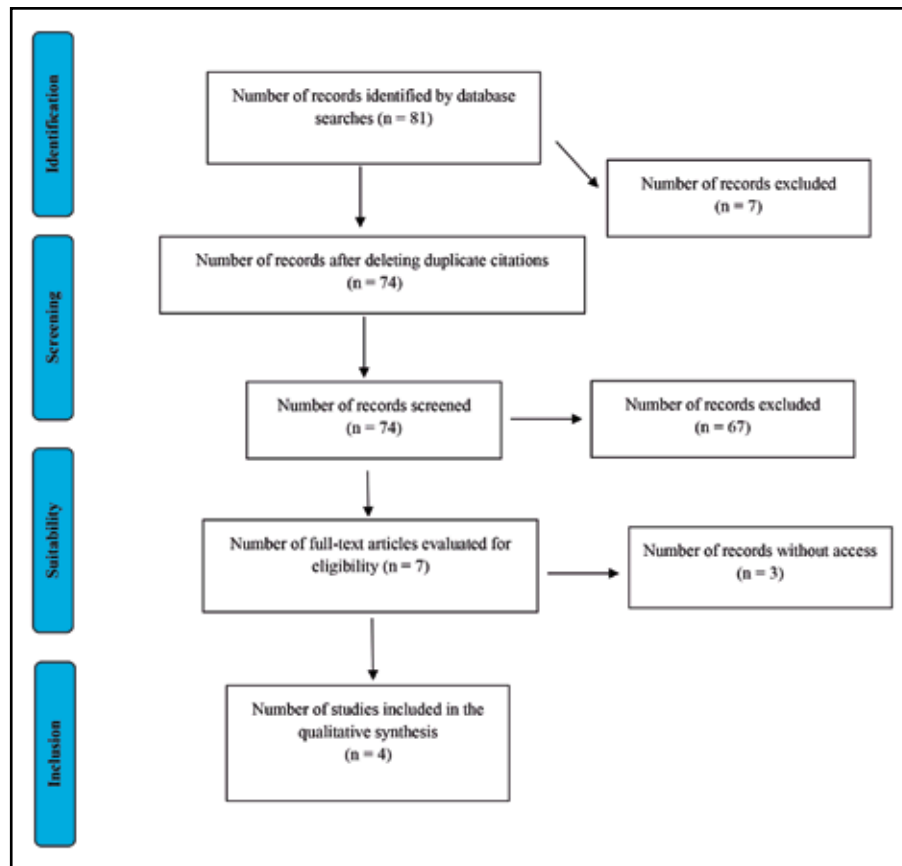 Identification
Number of records identified by database
searches (n = 81)
Number of records excluded
(n = 7)
Screening
Number of records after deleting duplicate citations
(n = 74)
Number of records screened
(n = 74)
Number of records excluded
(n = 67)
Suitability
Number of full-text articles evaluated for
eligibility (n = 7)
Number of records without access
(n = 3)
Inclusion
Number of studies included in the
qualitative synthesis
(n = 4)